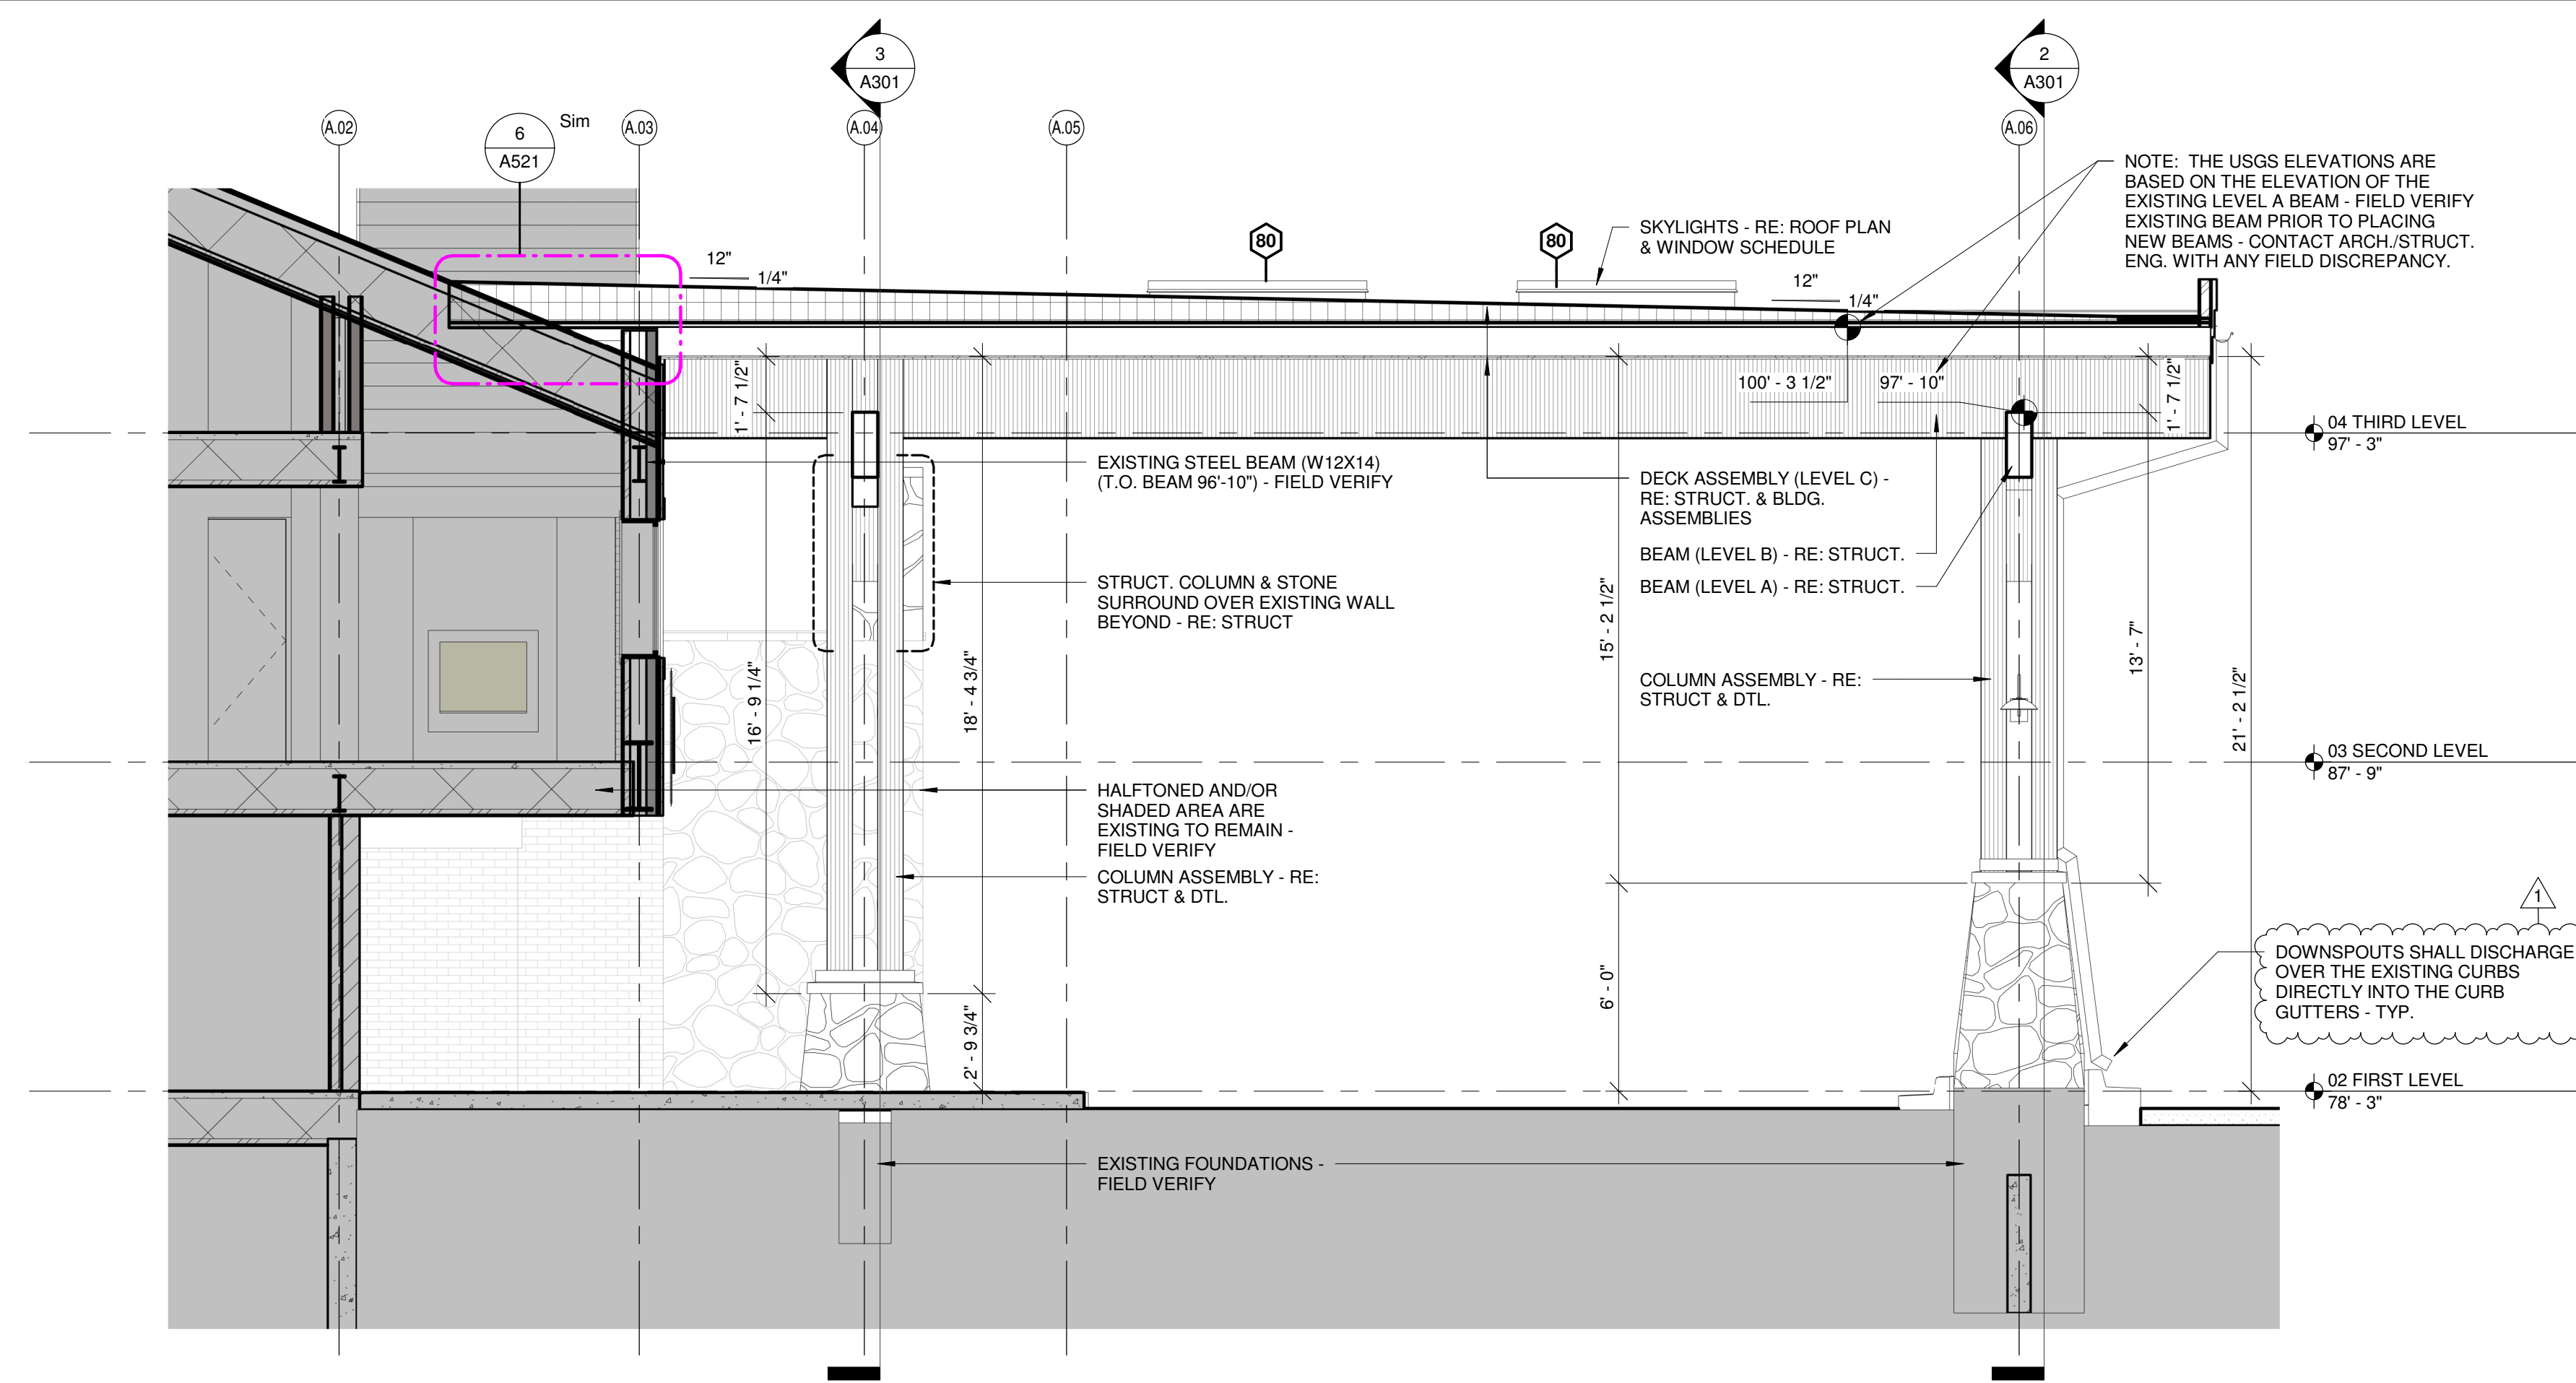 3
A301
2
A301
A.02
6
A521
Sim
A.03
A.04
A.05
A.06
NOTE: THE USGS ELEVATIONS ARE
BASED ON THE ELEVATION OF THE
EXISTING LEVEL A BEAM - FIELD VERIFY
EXISTING BEAM PRIOR TO PLACING
NEW BEAMS - CONTACT ARCH./STRUCT.
ENG. WITH ANY FIELD DISCREPANCY.
80
80
SKYLIGHTS - RE: ROOF PLAN
& WINDOW SCHEDULE
12"
1/4"
12"
1/4"
1' - 7 1/2"
100' - 3 1/2"
97' - 10"
1' - 7 1/2"
04 THIRD LEVEL
97' - 3"
EXISTING STEEL BEAM (W12X14)
(T.O. BEAM 96'-10") - FIELD VERIFY
DECK ASSEMBLY (LEVEL C) -
RE: STRUCT. & BLDG.
ASSEMBLIES
BEAM (LEVEL B) - RE: STRUCT.
BEAM (LEVEL A) - RE: STRUCT.
STRUCT. COLUMN & STONE
SURROUND OVER EXISTING WALL
BEYOND - RE: STRUCT
15' - 2 1/2"
13' - 7"
16' - 9 1/4"
18' - 4 3/4"
COLUMN ASSEMBLY - RE:
STRUCT & DTL.
21' - 2 1/2"
03 SECOND LEVEL
87' - 9"
HALFTONED AND/OR
SHADED AREA ARE
EXISTING TO REMAIN -
FIELD VERIFY
COLUMN ASSEMBLY - RE:
STRUCT & DTL.
1
DOWNSPOUTS SHALL DISCHARGE
OVER THE EXISTING CURBS
DIRECTLY INTO THE CURB
GUTTERS - TYP.
6' - 0"
2' - 9 3/4"
02 FIRST LEVEL
78' - 3"
EXISTING FOUNDATIONS -
FIELD VERIFY